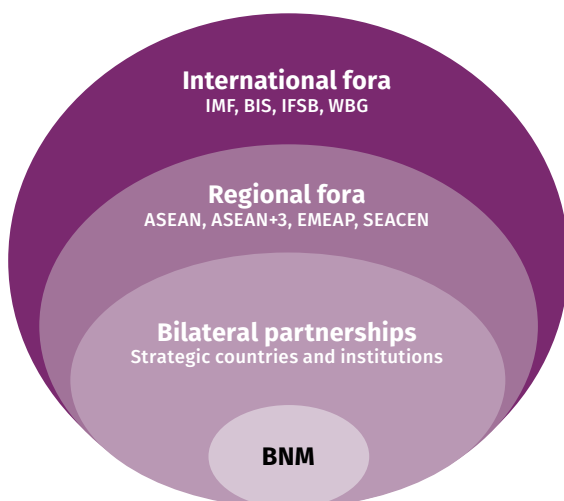 International fora
IMF, BIS, IFSB, WBG
Regional fora
ASEAN, ASEAN+3, EMEAP, SEACEN
Bilateral partnerships
Strategic countries and institutions
BNM